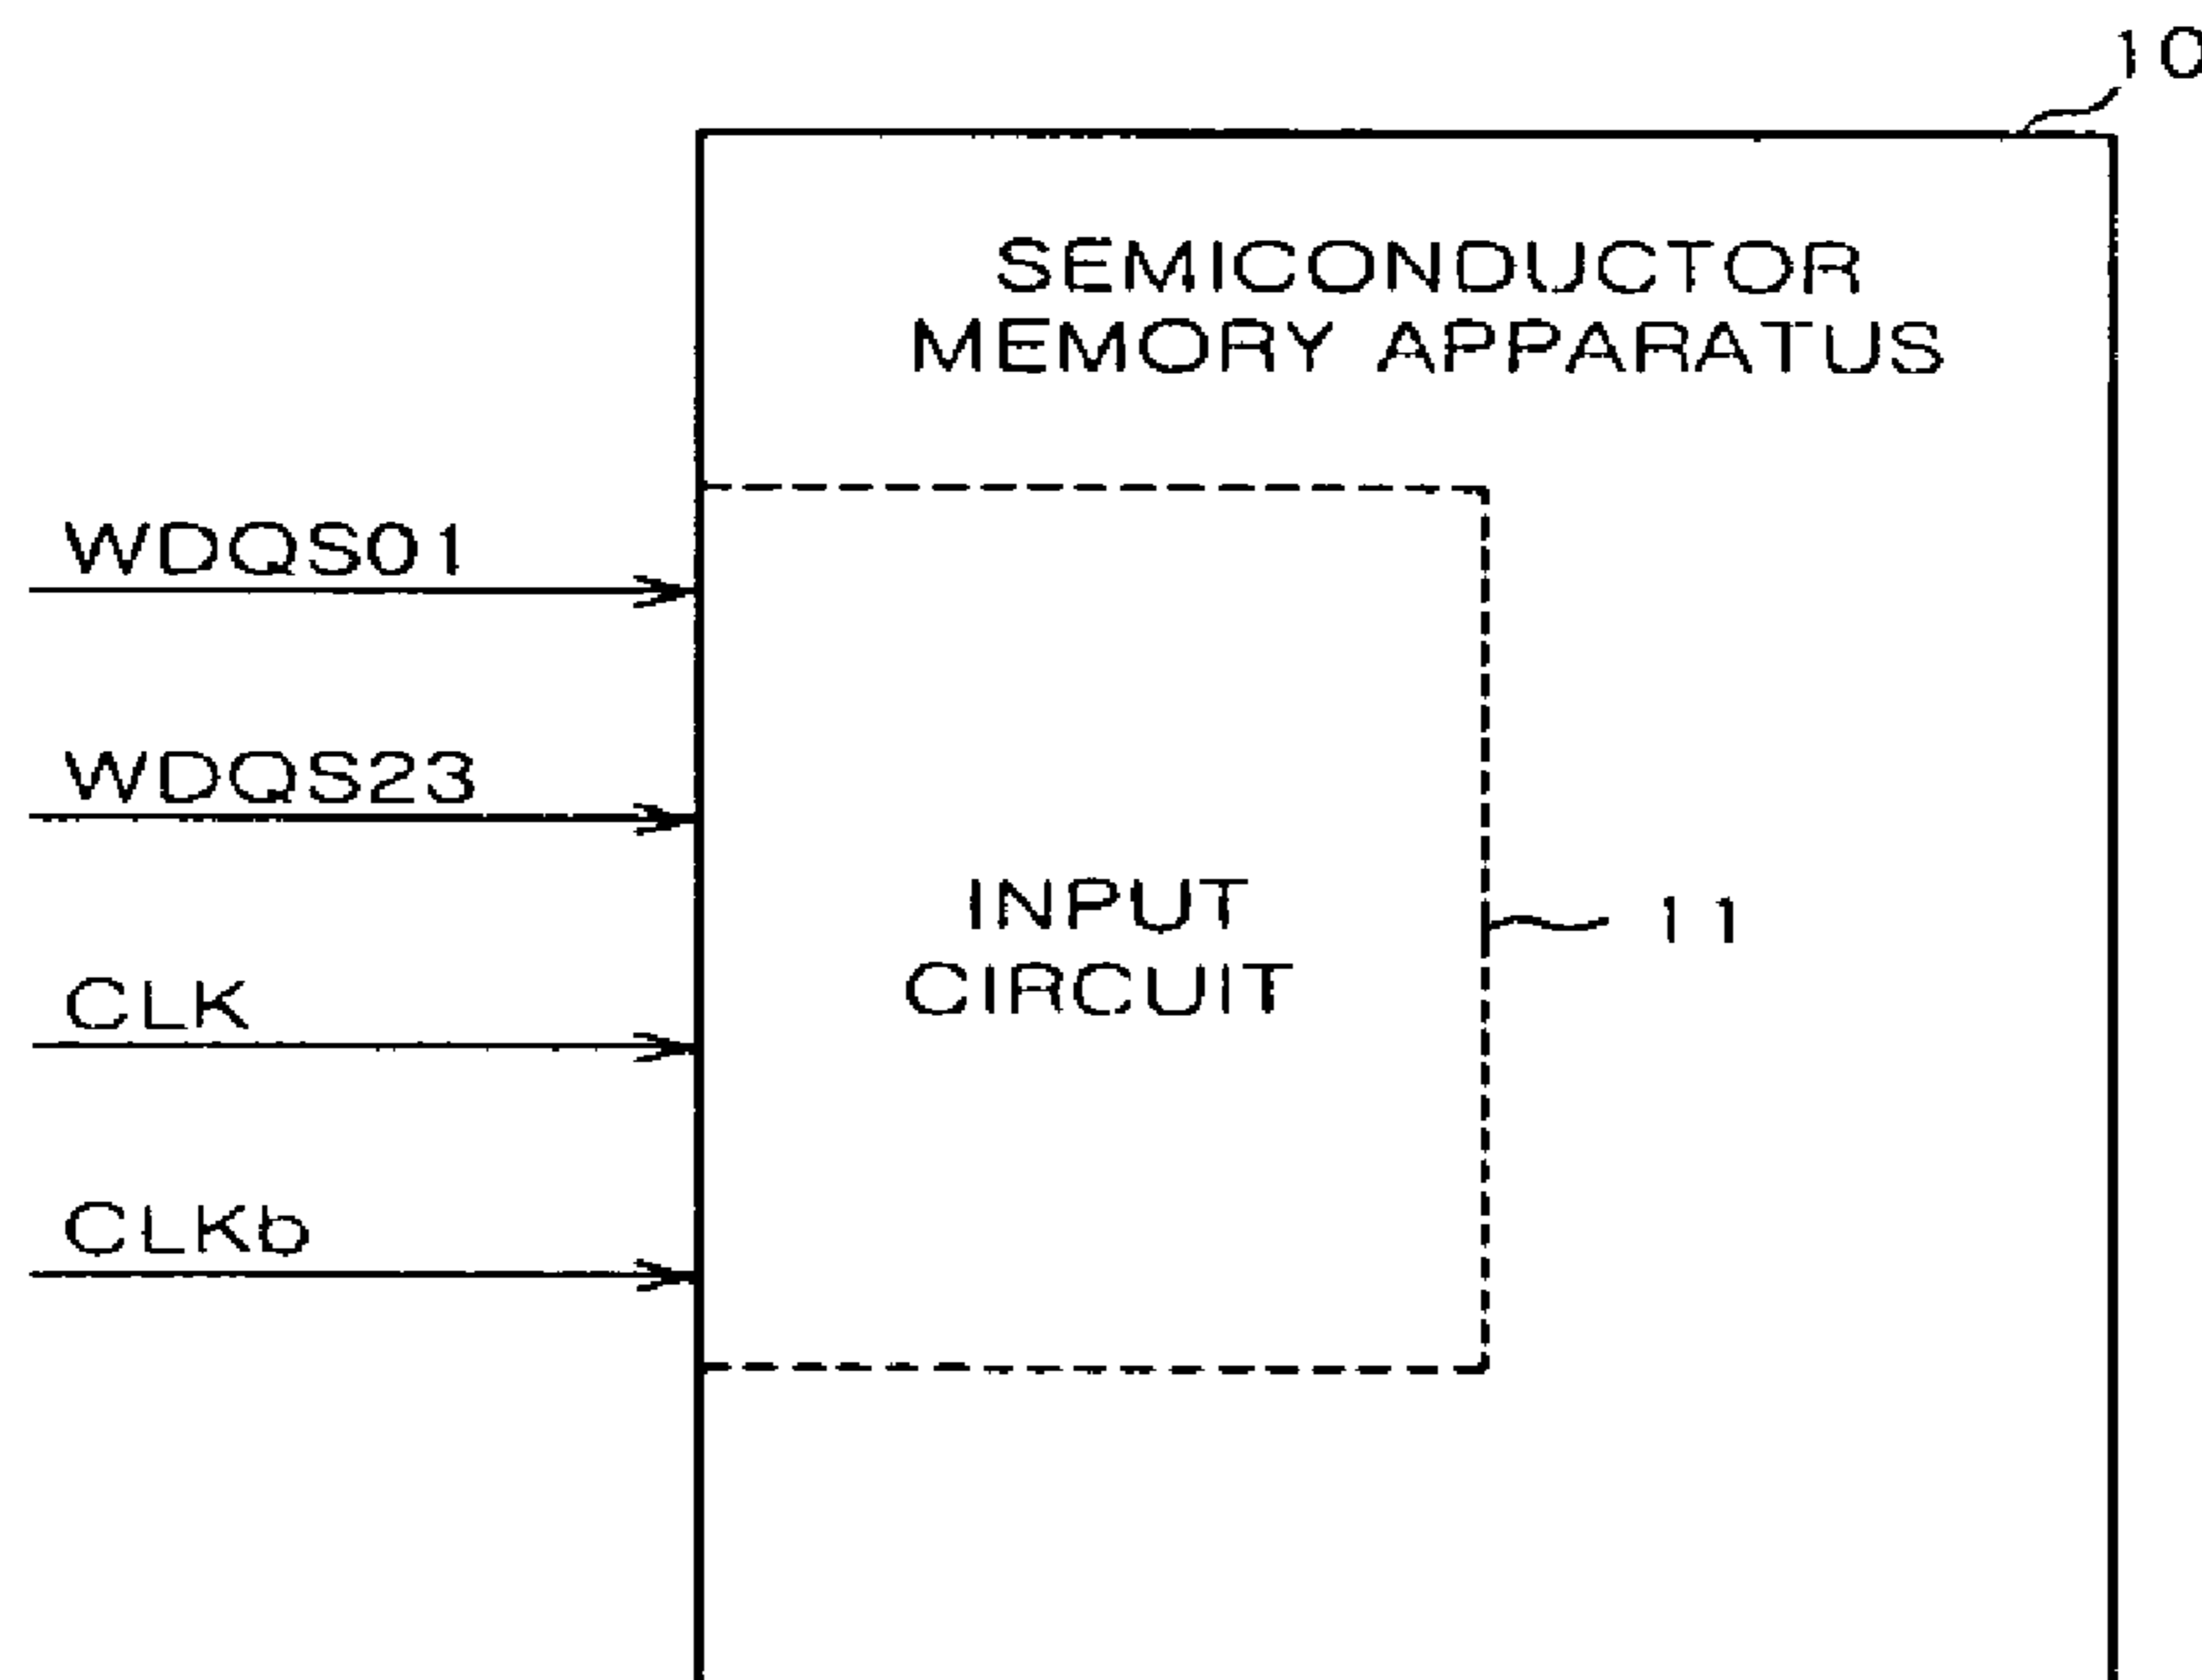 10
SEMICONDUCTOR
MEMORY APPARATUS
WDQS01
WDQS23
INPUT
CIRCUIT
11
CLK
CLKb